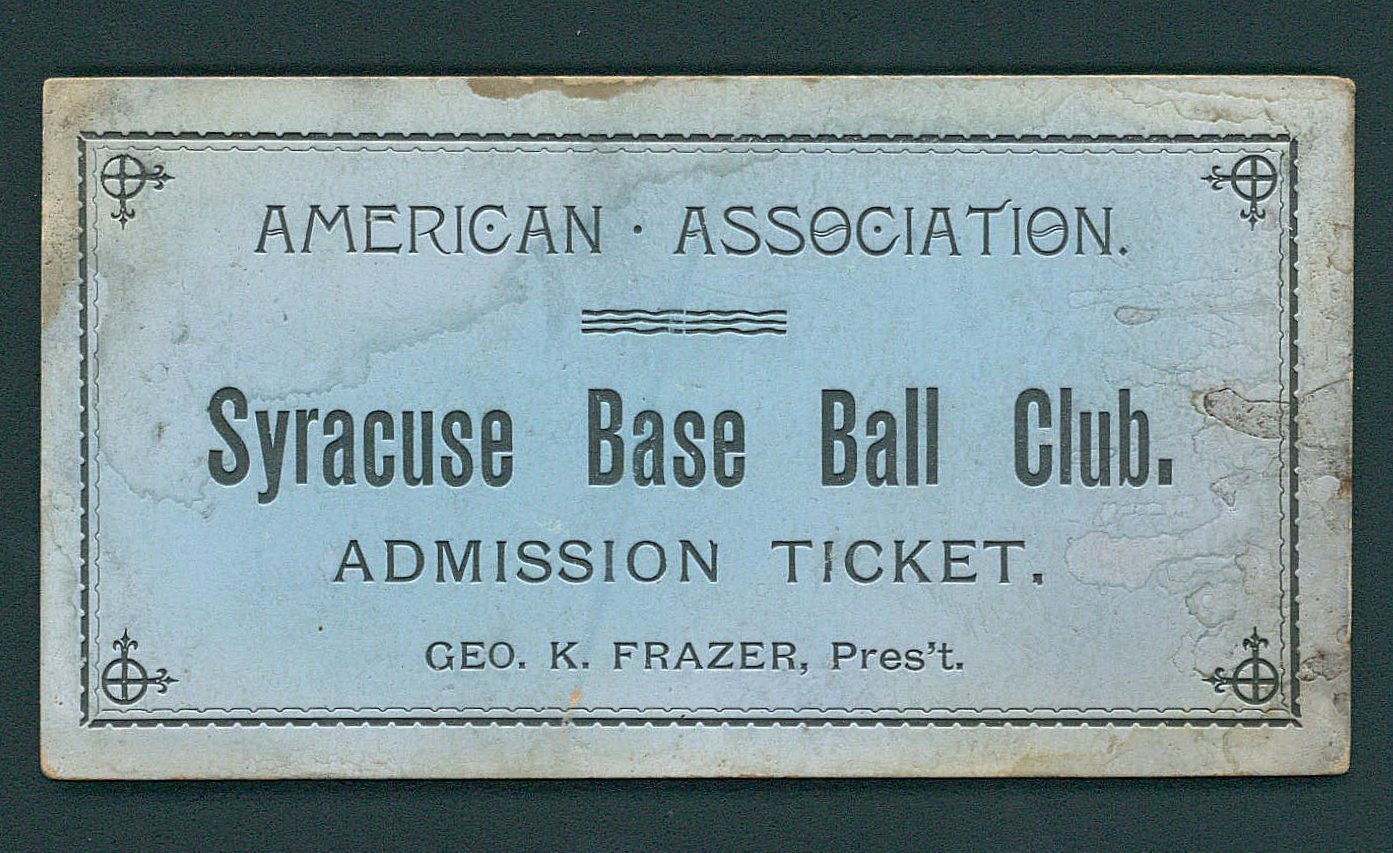 AMERICAN · ASSOCIATION.
Syracuse Base Ball Club.
ADMISSION TICKET.
GEO. K. FRAZER, Pres't.